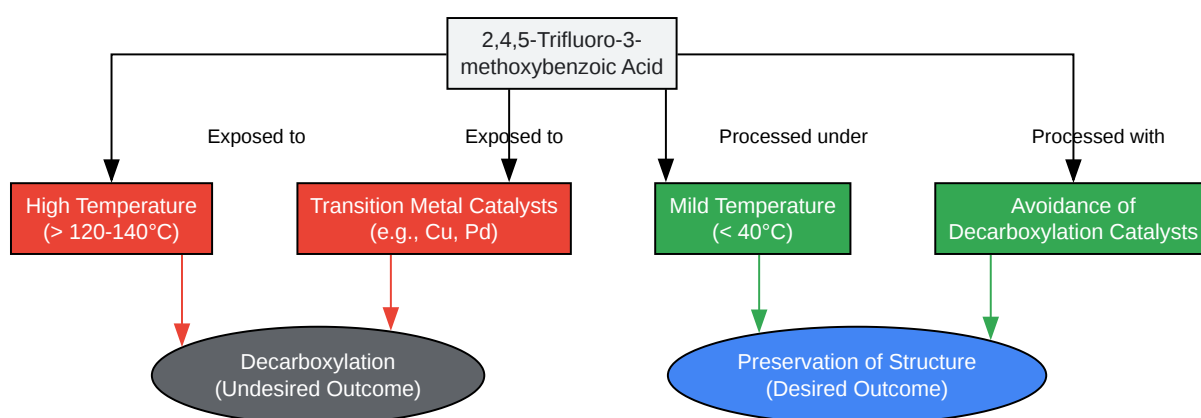 2,4,5-Trifluoro-3-
methoxybenzoic Acid
Exposed to
Exposed to
Processed under
Processed with
High Temperature
(> 120-140°C)
Transition Metal Catalysts
(e.g., Cu, Pd)
Mild Temperature
(< 40°C)
Avoidance of
Decarboxylation Catalysts
Decarboxylation
(Undesired Outcome)
Preservation of Structure
(Desired Outcome)